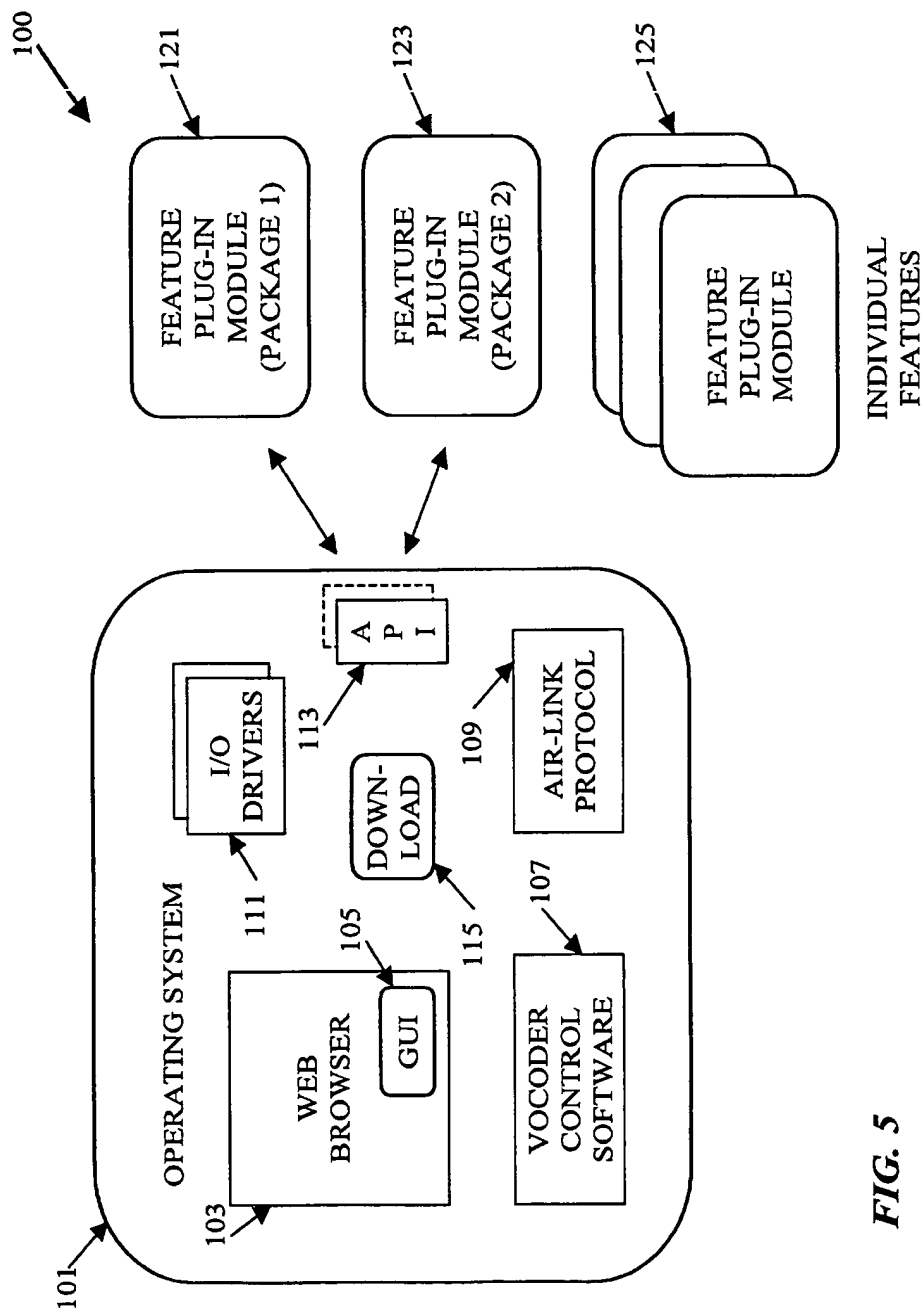 100
101
OPERATING SYSTEM
103
WEB
BROWSER
105
GUI
111
I/O
DRIVERS
113
A
P
I
115
DOWN-
LOAD
107
VOCODER
CONTROL
SOFTWARE
109
AIR-LINK
PROTOCOL
121
FEATURE
PLUG-IN
MODULE
(PACKAGE 1)
123
FEATURE
PLUG-IN
MODULE
(PACKAGE 2)
125
FEATURE
PLUG-IN
MODULE
INDIVIDUAL
FEATURES
FIG. 5